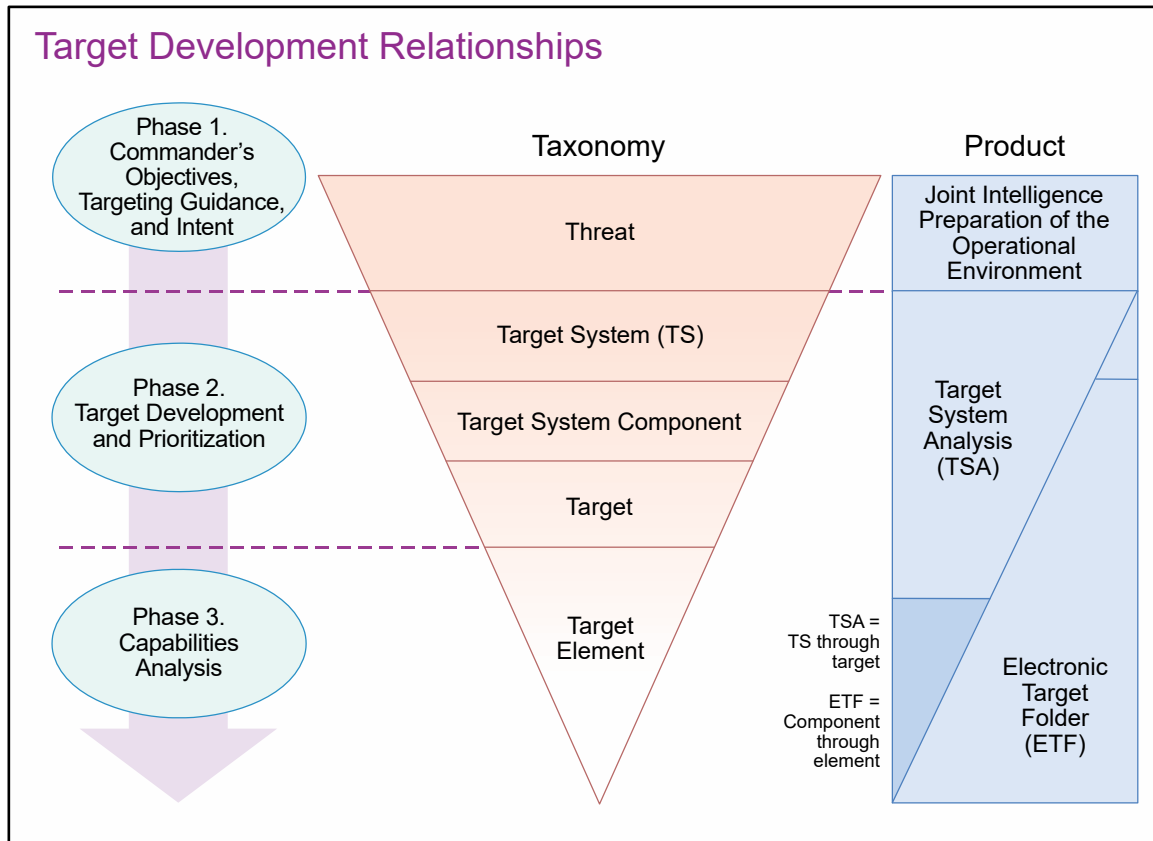 Target Development Relationships
Phase 1.
Commander’s
Objectives,
Targeting Guidance,
and Intent
Phase 2.
Target Development
and Prioritization
Phase 3.
Capabilities
Analysis
Taxonomy
Threat
Target System (TS)
Target System Component
Target
Target
Element
Product
Joint Intelligence
Preparation of the
Operational
Environment
Target
System
Analysis
(TSA)
TSA =
TS through
target
ETF =
Component
through
element
Electronic
Target
Folder
(ETF)